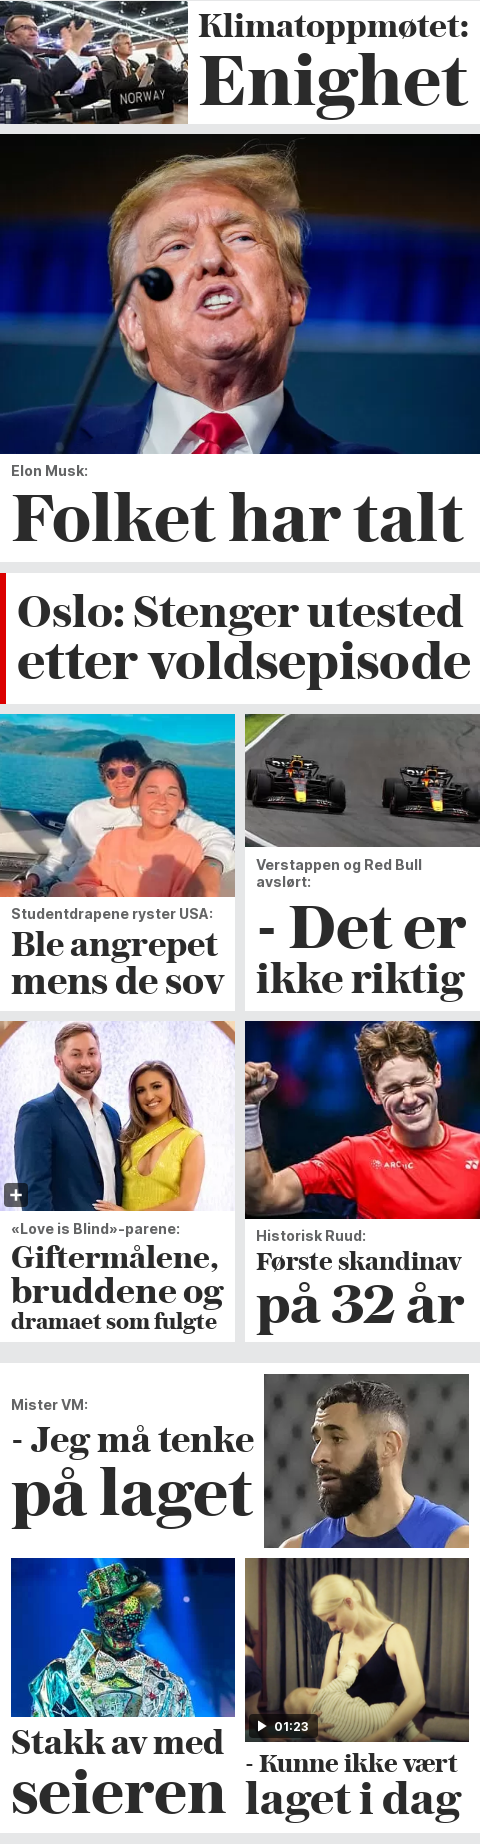 Klimatoppmøtet:
Enighet
NORWAY
Elon Musk:
Folket har talt
Oslo: Stenger utested
etter voldsepisode
Studentdrapene ryster USA:
Ble angrepet
mens de sov
Verstappen og Red Bull
avslørt:
- Det er
ikke riktig
«Love is Blind»-parene:
Giftermålene,
bruddene og
dramaet som fulgte
Historisk Ruud:
Første skandinav
på 32 år
Mister VM:
- Jeg må tenke
på laget
Stakk av med
seieren
01:23
- Kunne ikke vært
laget i dag